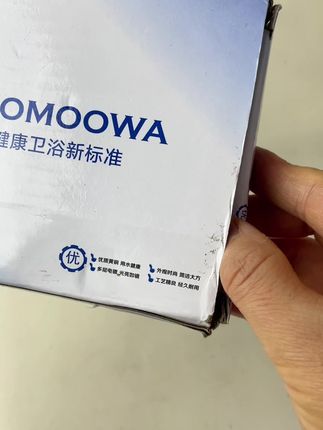 OMOOWA
健康卫浴新标准
优
优质黄铜 用水健康
多层电镀 光亮如镜
外观时尚 简洁大方
工艺精良 经久耐用